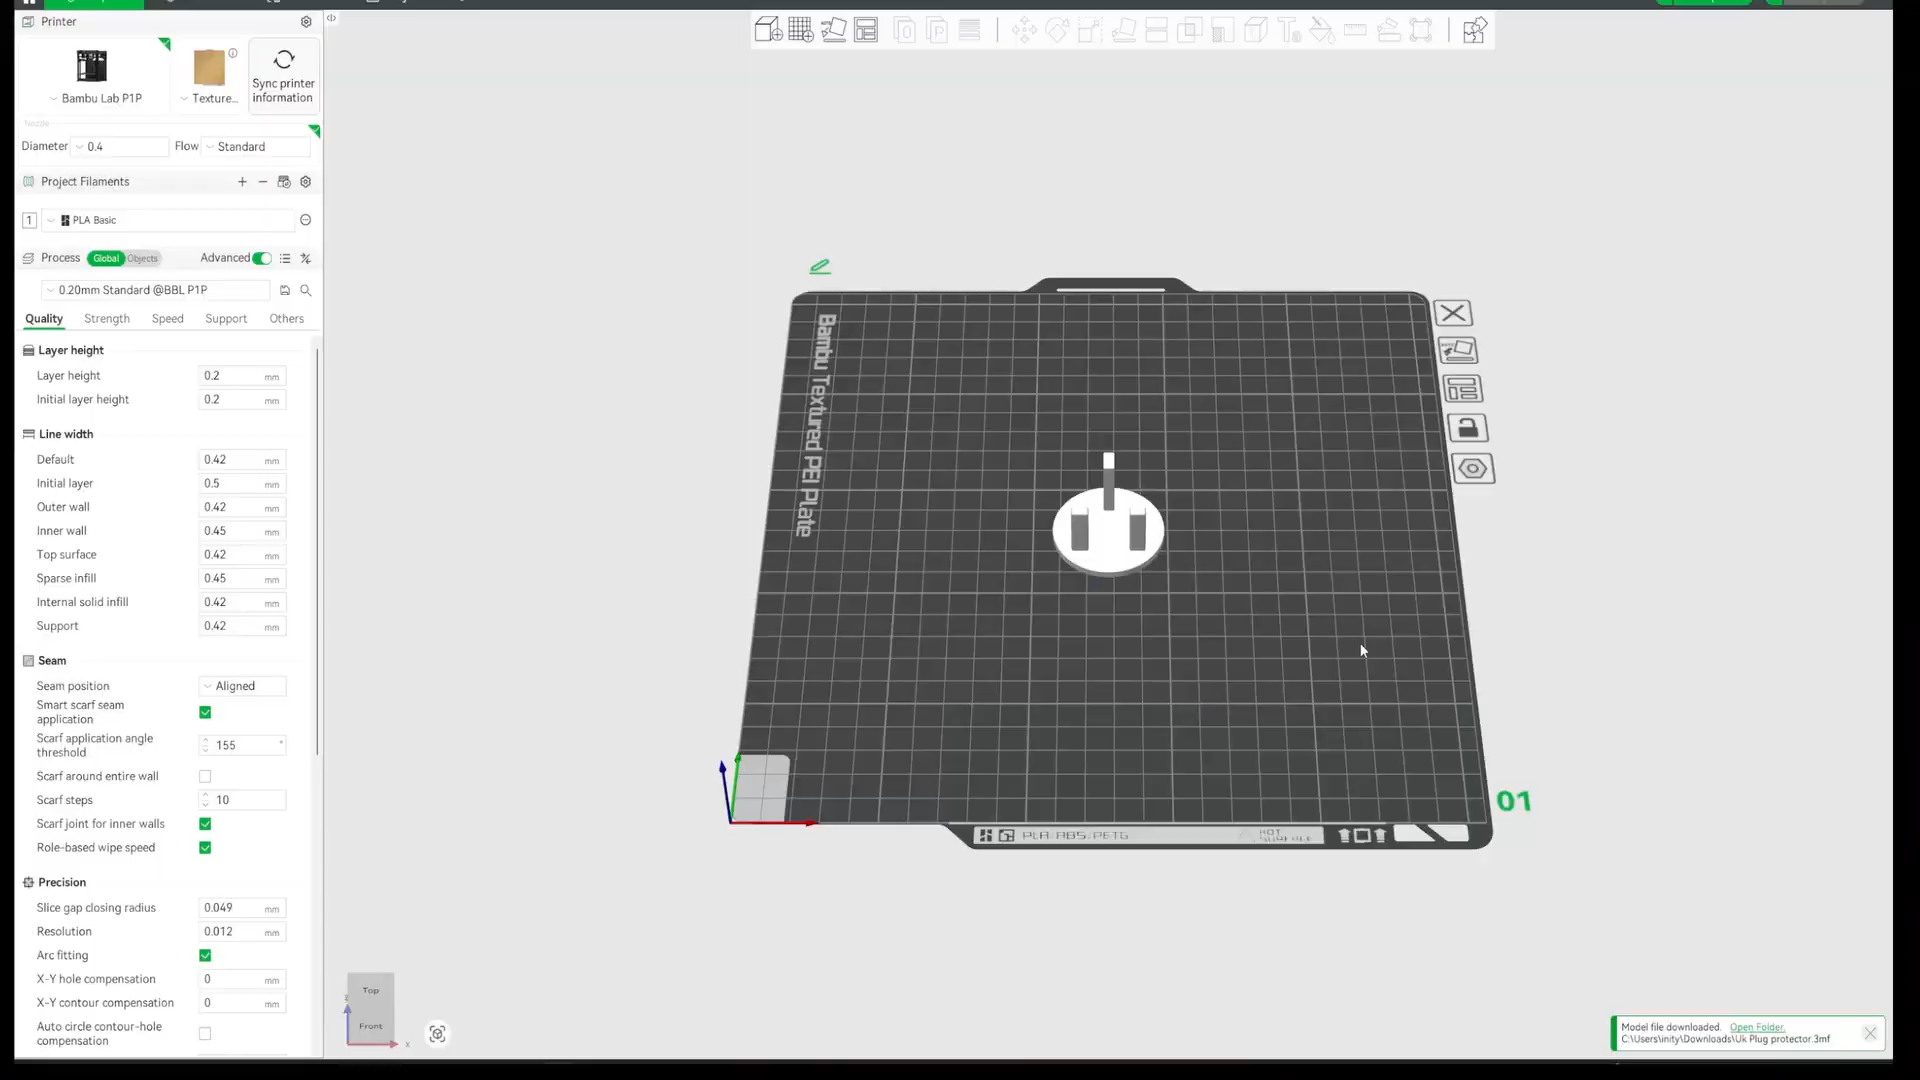 Printer
Bambu Lab P1P
Texture...
Sync printer
information
Nozzle
Diameter 0.4 Flow Standard
Project Filaments
1 PLA Basic
Process Global Objects Advanced
0.20mm Standard @BBL P1P
Quality Strength Speed Support Others
Layer height
Layer height 0.2 mm
Initial layer height 0.2 mm
Line width
Default 0.42 mm
Initial layer 0.5 mm
Outer wall 0.42 mm
Inner wall 0.45 mm
Top surface 0.42 mm
Sparse infill 0.45 mm
Internal solid infill 0.42 mm
Support 0.42 mm
Seam
Seam position Aligned
Smart scarf seam
application
Scarf application angle
threshold 155 °
Scarf around entire wall
Scarf steps 10
Scarf joint for inner walls
Role-based wipe speed
Precision
Slice gap closing radius 0.049 mm
Resolution 0.012 mm
Arc fitting
X-Y hole compensation 0 mm
X-Y contour compensation 0 mm
Auto circle contour-hole
compensation
Bambu Textured PEI Plate
PLA.ABS.PETG
HOT
01
Top
Front
x
Model file downloaded. Open Folder.
C:\Users\inity\Downloads\Uk Plug protector.3mf